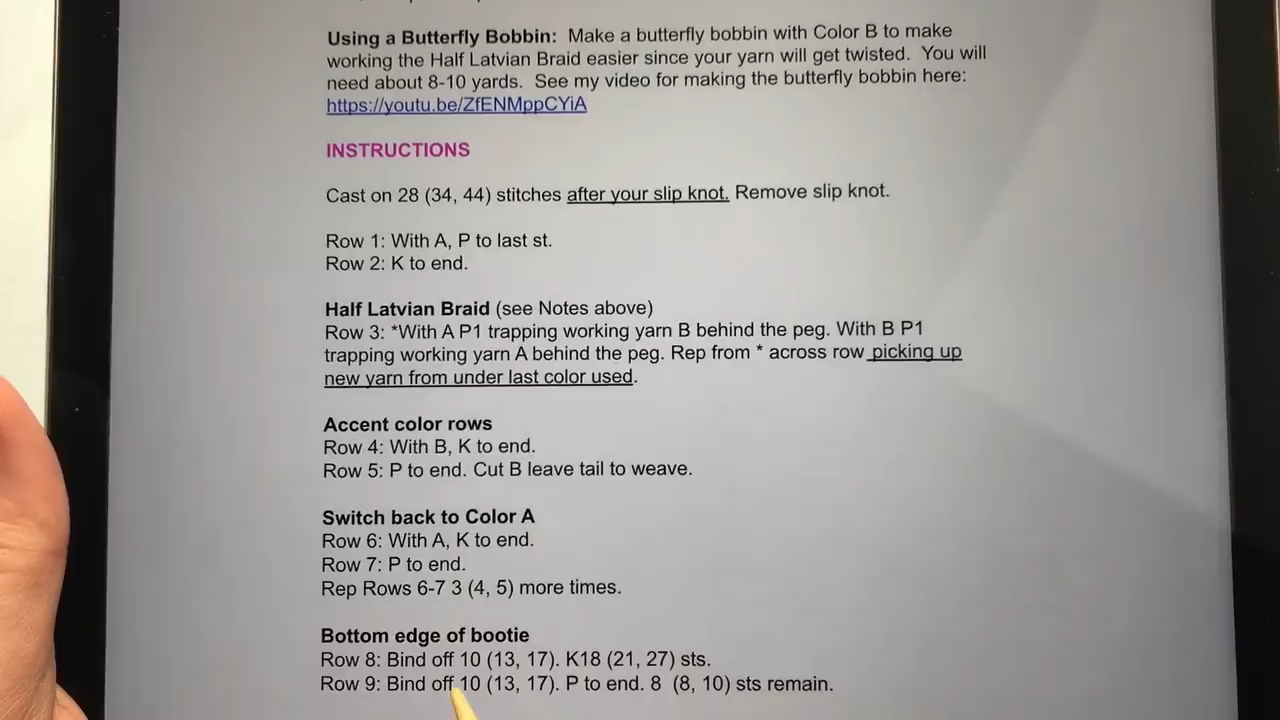 Using a Butterfly Bobbin: Make a butterfly bobbin with Color B to make
working the Half Latvian Braid easier since your yarn will get twisted. You will
need about 8-10 yards. See my video for making the butterfly bobbin here:
https://youtu.be/ZfENMppCYiA
INSTRUCTIONS
Cast on 28 (34, 44) stitches after your slip knot. Remove slip knot.
Row 1: With A, P to last st.
Row 2: K to end.
Half Latvian Braid (see Notes above)
Row 3: *With A P1 trapping working yarn B behind the peg. With B P1
trapping working yarn A behind the peg. Rep from * across row picking up
new yarn from under last color used.
Accent color rows
Row 4: With B, K to end.
Row 5: P to end. Cut B leave tail to weave.
Switch back to Color A
Row 6: With A, K to end.
Row 7: P to end.
Rep Rows 6-7 3 (4, 5) more times.
Bottom edge of bootie
Row 8: Bind off 10 (13, 17). K18 (21, 27) sts.
Row 9: Bind off 10 (13, 17). P to end. 8 (8, 10) sts remain.